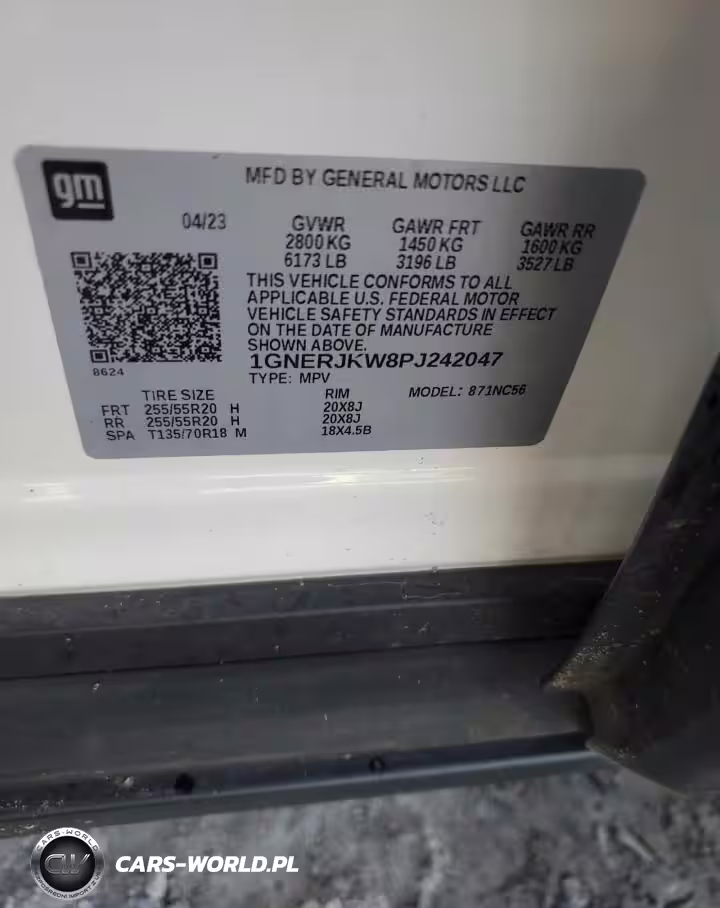 gm
MFD BY GENERAL MOTORS LLC
04/23 GVWR GAWR FRT GAWR RR
2800 KG 1450 KG 1600 KG
6173 LB 3196 LB 3527 LB
THIS VEHICLE CONFORMS TO ALL
APPLICABLE U.S. FEDERAL MOTOR
VEHICLE SAFETY STANDARDS IN EFFECT
ON THE DATE OF MANUFACTURE
SHOWN ABOVE.
1GNERJKW8PJ242047
8624
TYPE: MPV MODEL: 871NC56
TIRE SIZE RIM
FRT 255/55R20 H 20X8J
RR 255/55R20 H 20X8J
SPA T135/70R18 M 18X4.5B
CARS-WORLD
CW
CARS-WORLD.PL